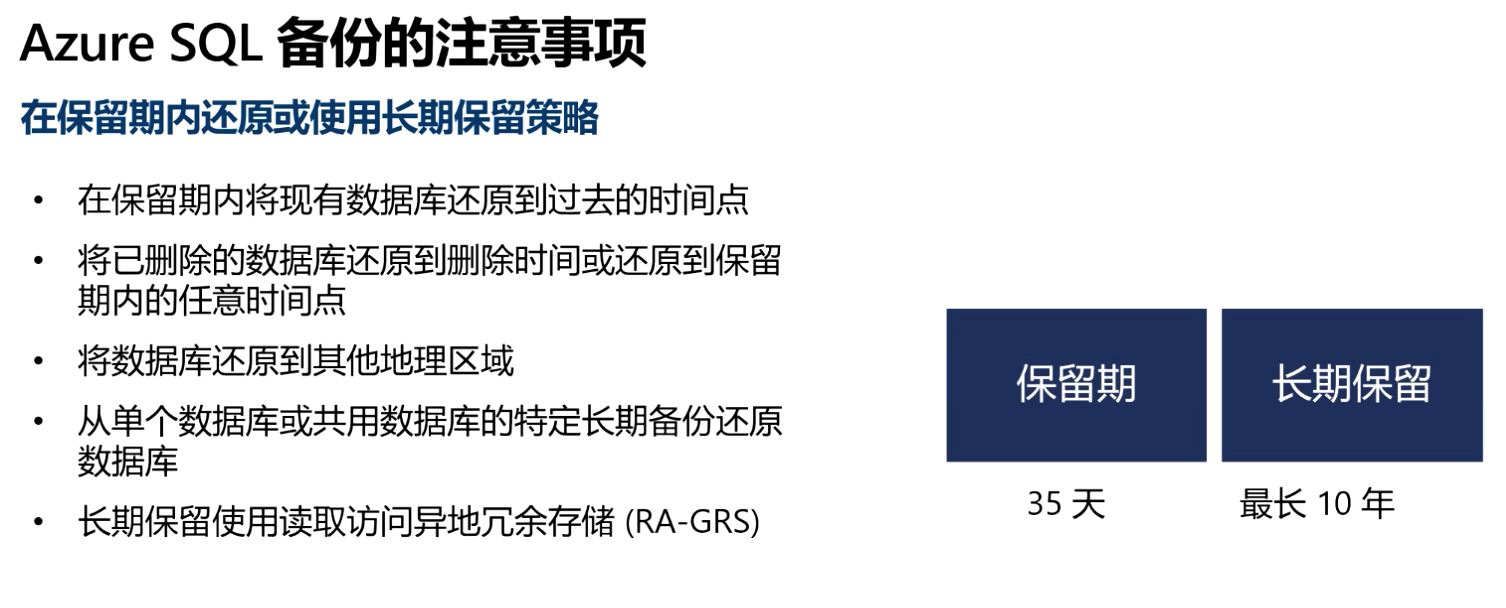 Azure SQL 备份的注意事项
在保留期内还原或使用长期保留策略
• 在保留期内将现有数据库还原到过去的时间点
• 将已删除的数据库还原到删除时间或还原到保留
期内的任意时间点
• 将数据库还原到其他地理区域
• 从单个数据库或共用数据库的特定长期备份还原
数据库
• 长期保留使用读取访问异地冗余存储 (RA-GRS)
保留期
长期保留
35 天
最长 10 年